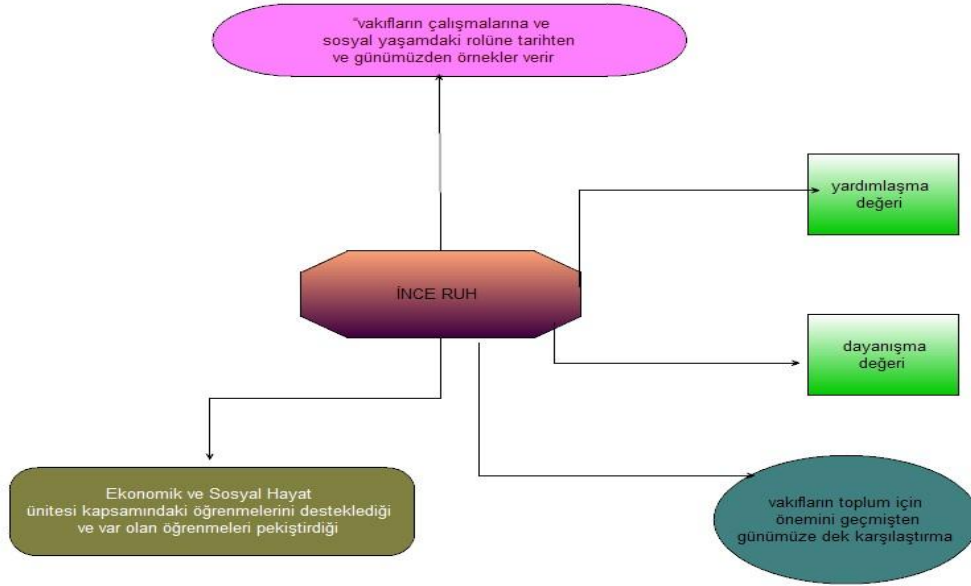 "vakıfların çalışmalarına ve
sosyal yaşamdaki rolüne tarihten
ve günümüzden örnekler verir
yardımlaşma
değeri
İNCE RUH
dayanışma
değeri
Ekonomik ve Sosyal Hayat
ünitesi kapsamındaki öğrenmelerini desteklediği
ve var olan öğrenmeleri pekiştirdiği
vakıfların toplum için
önemini geçmişten
günümüze dek karşılaştırma